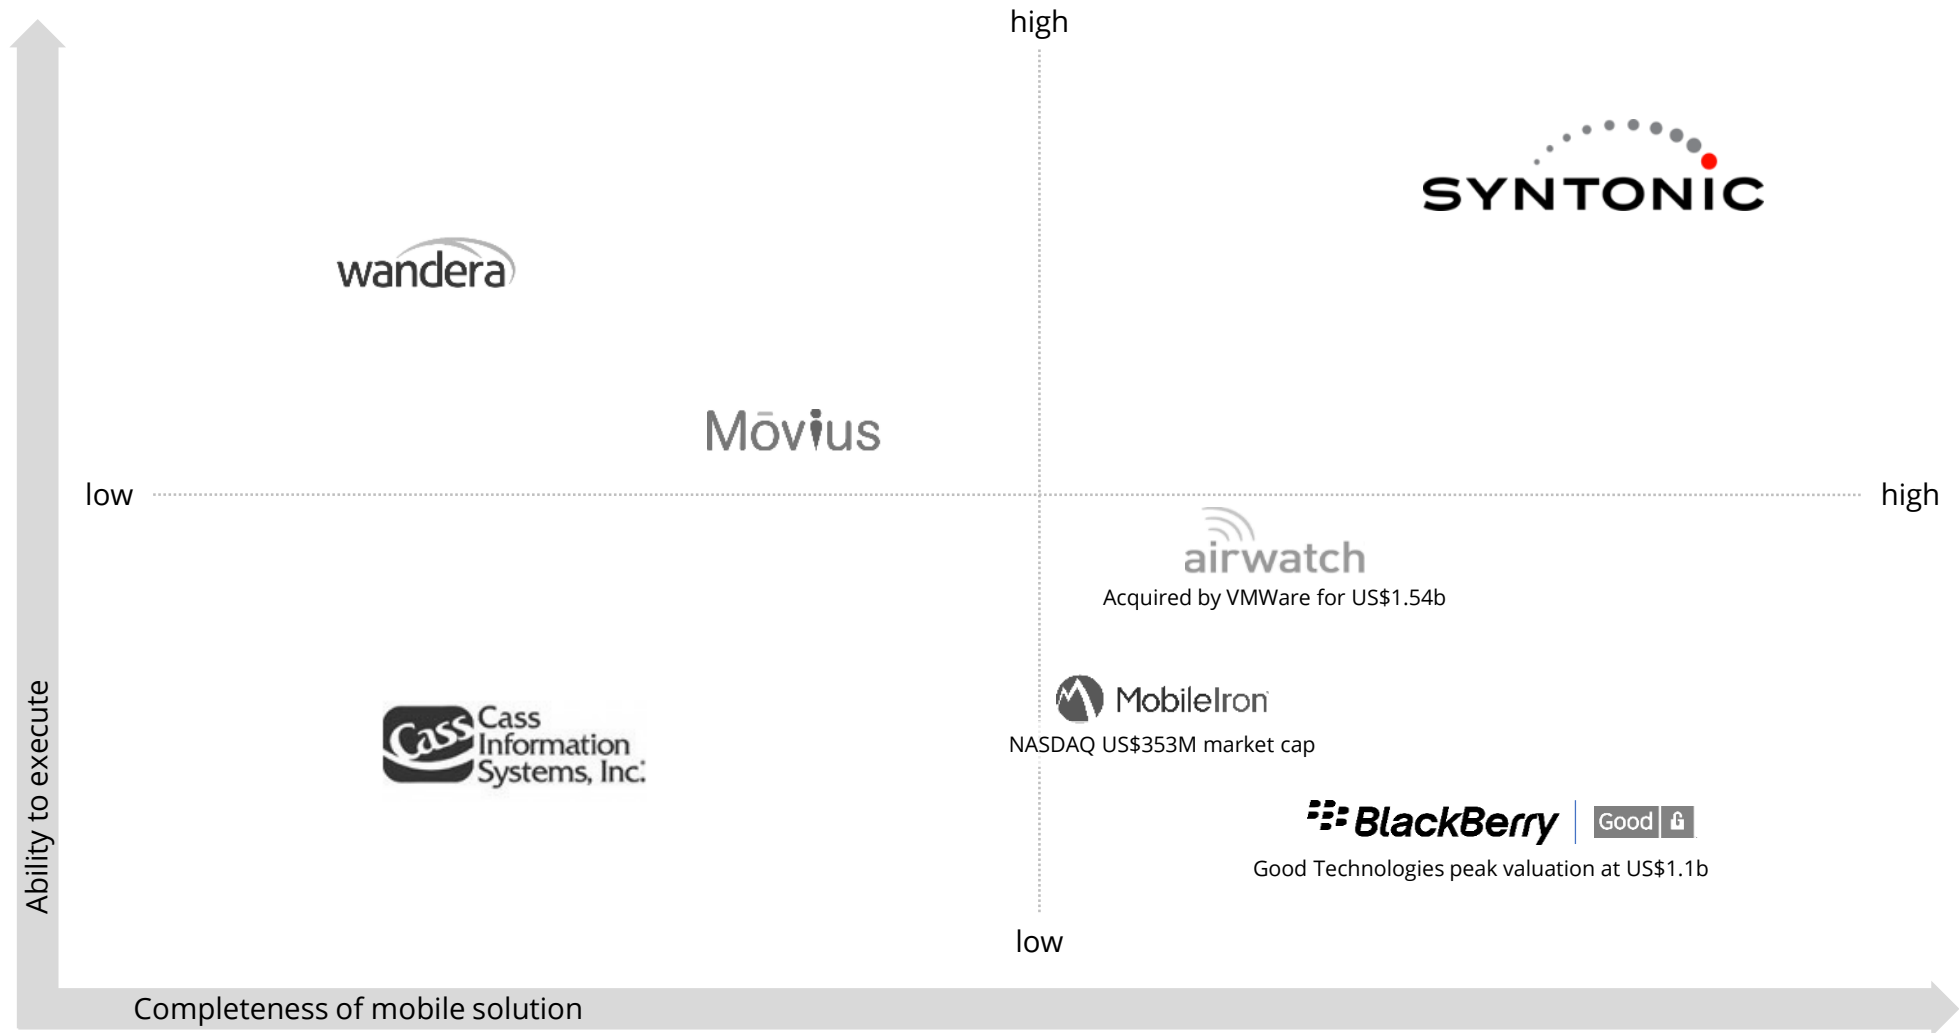 high
SYNTONIC
wandera
Mōvius
low
high
airwatch
Acquired by VMWare for US$1.54b
MobileIron
NASDAQ US$353M market cap
Cass
Cass
Information
Systems, Inc.
BlackBerry
Good
Good Technologies peak valuation at US$1.1b
low
Ability to execute
Completeness of mobile solution